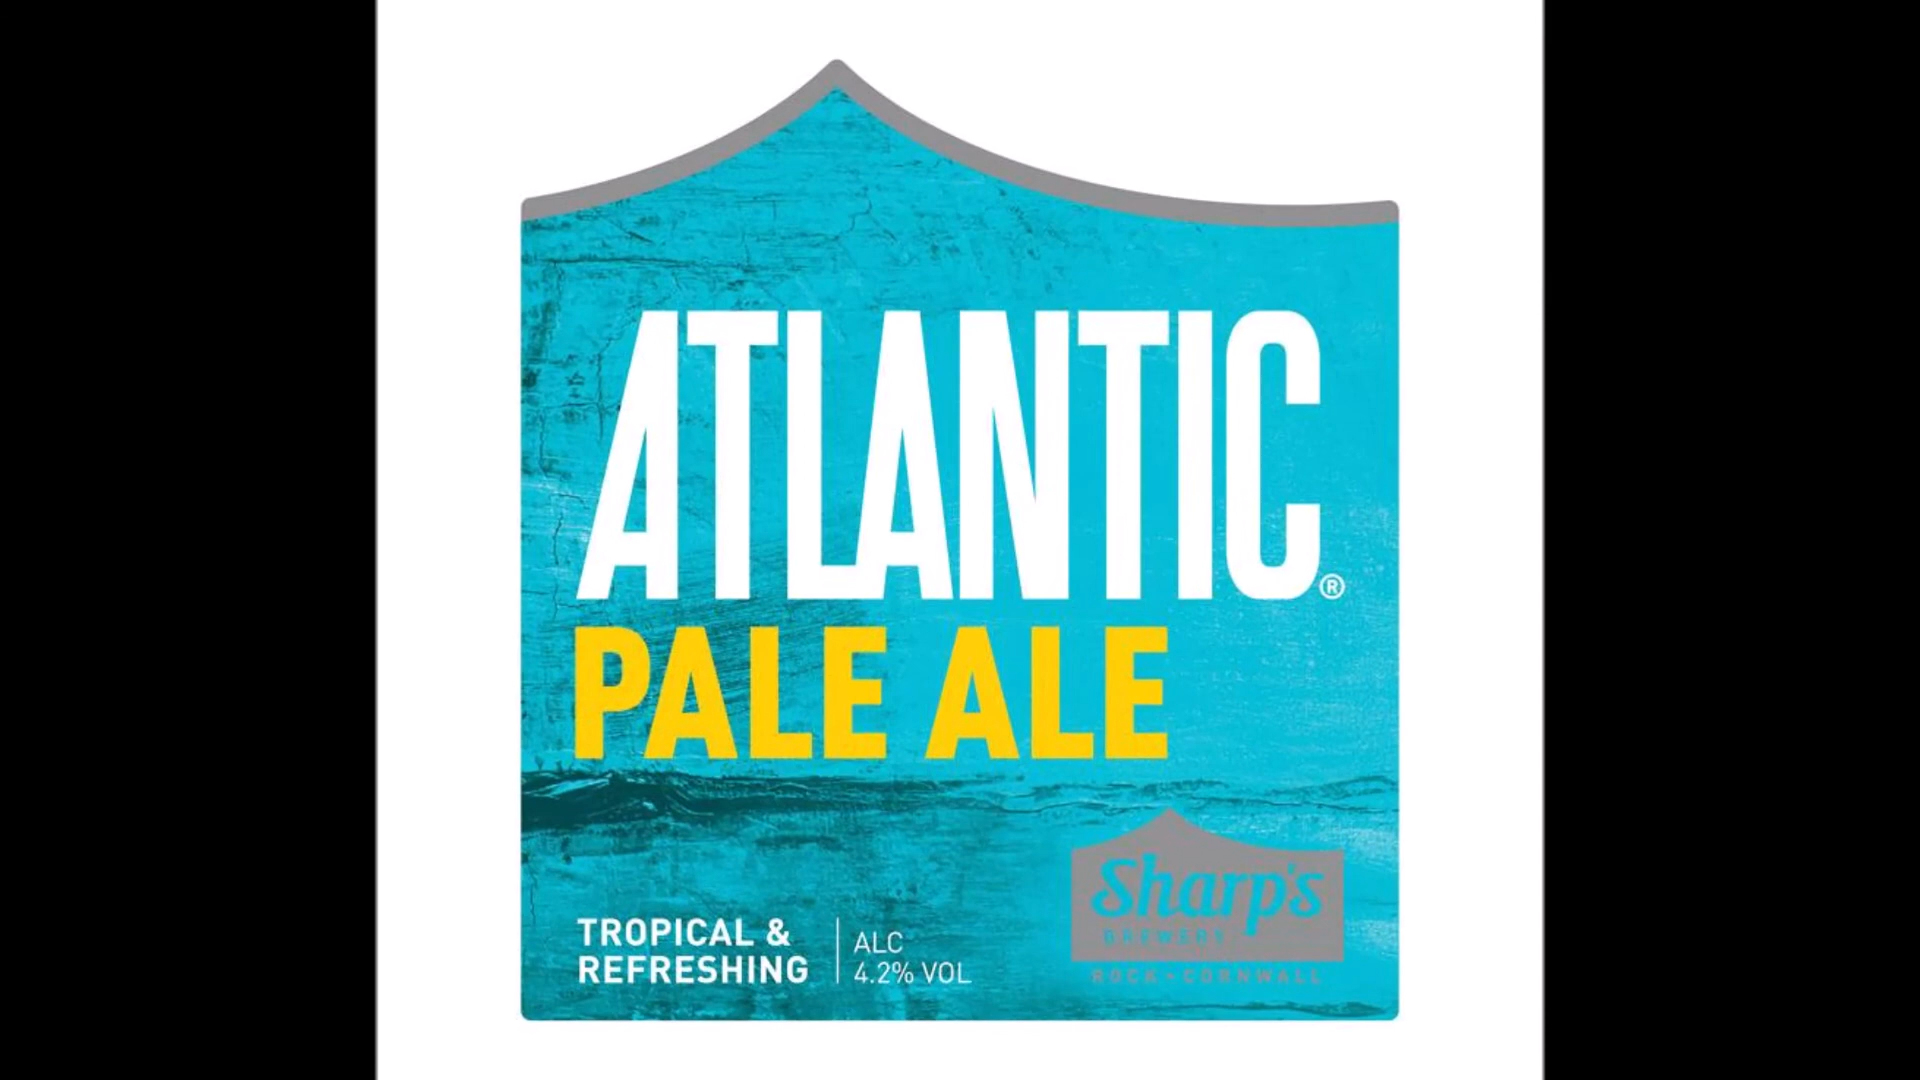 ATLANTIC®
PALE ALE
TROPICAL &
REFRESHING
ALC
4.2% VOL
Sharp's
BREWERY
ROCK • CORNWALL